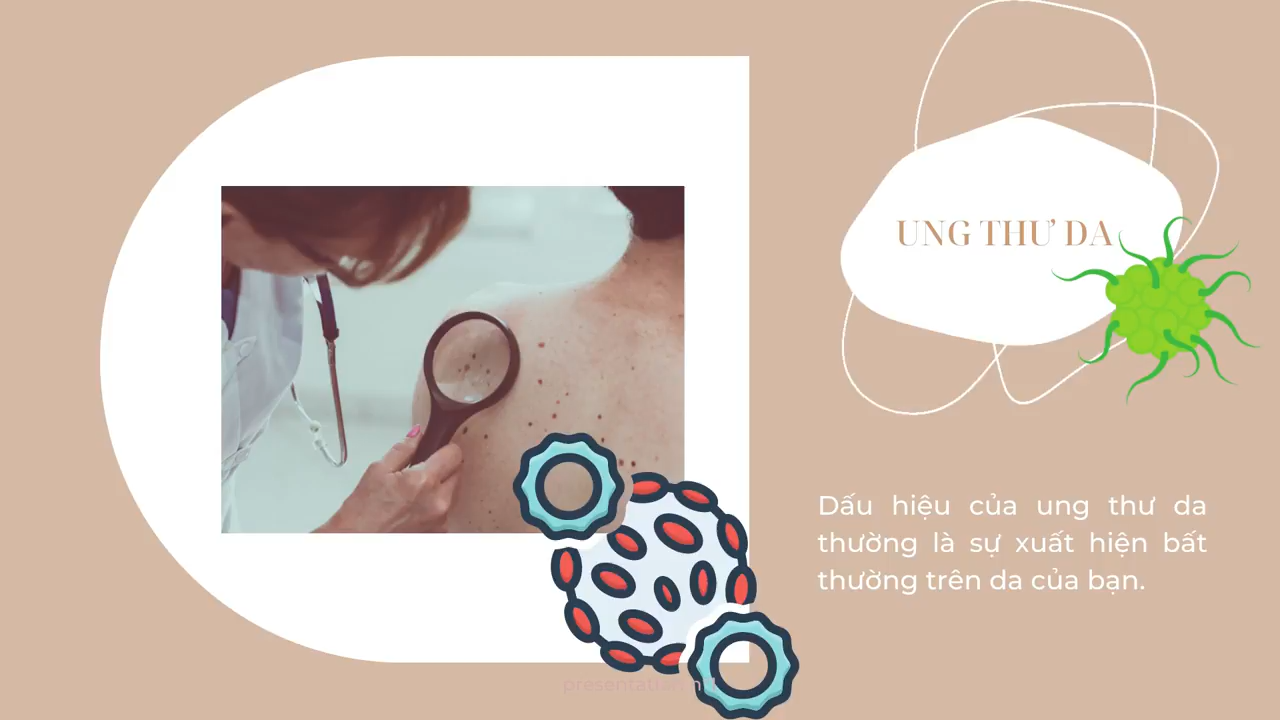 UNG THƯ DA
Dấu hiệu của ung thư da
thường là sự xuất hiện bất
thường trên da của bạn.